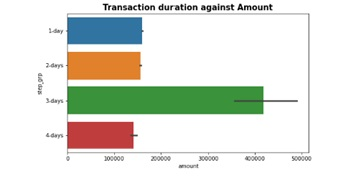 Transaction duration against Amount
1-day
2-days
3-days
4-days
step_grp
0
100000
200000
300000
400000
500000
amount